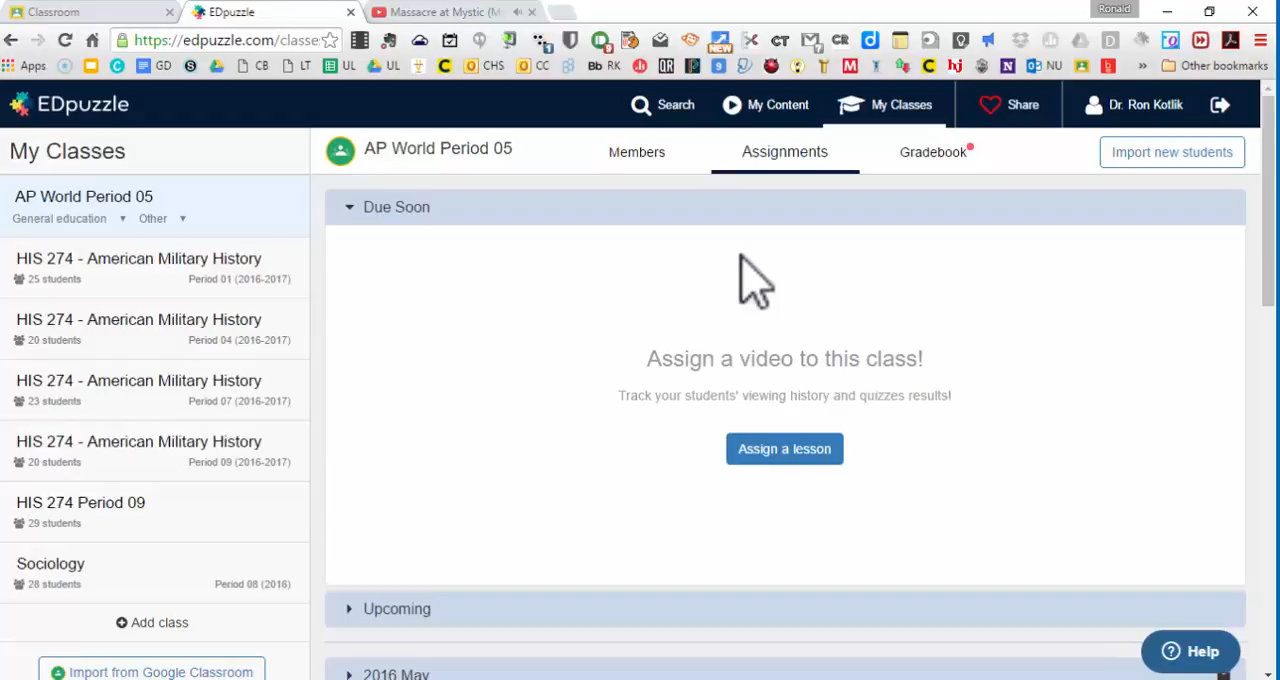 Classroom
EDpuzzle
Massacre at Mystic (M
Ronald
https://edpuzzle.com/classe
Apps
GD
CB
LT
UL
UL
CHS
CC
Bb RK
NU
Other bookmarks
EDpuzzle
Search
My Content
My Classes
Share
Dr. Ron Kotlik
My Classes
AP World Period 05
Members
Assignments
Gradebook
Import new students
AP World Period 05
General education
Other
Due Soon
HIS 274 - American Military History
25 students
Period 01 (2016-2017)
HIS 274 - American Military History
20 students
Period 04 (2016-2017)
HIS 274 - American Military History
23 students
Period 07 (2016-2017)
HIS 274 - American Military History
20 students
Period 09 (2016-2017)
HIS 274 Period 09
29 students
Sociology
28 students
Period 08 (2016)
Add class
Import from Google Classroom
Assign a video to this class!
Track your students' viewing history and quizzes results!
Assign a lesson
Upcoming
2016 May
Help